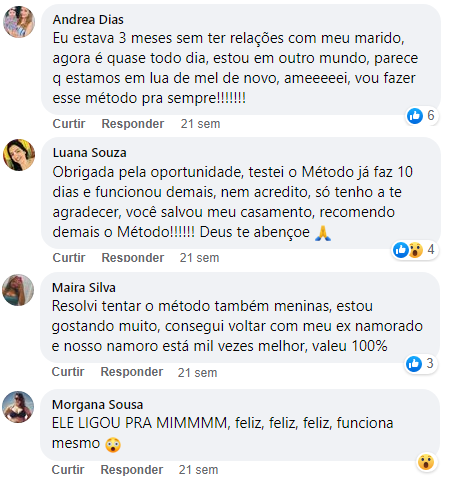 Andrea Dias
Eu estava 3 meses sem ter relações com meu marido,
agora é quase todo dia, estou em outro mundo, parece
q estamos em lua de mel de novo, ameeeeei, vou fazer
esse método pra sempre!!!!!!!
6
Curtir Responder 21 sem
Luana Souza
Obrigada pela oportunidade, testei o Método já faz 10
dias e funcionou demais, nem acredito, só tenho a te
agradecer, você salvou meu casamento, recomendo
demais o Método!!!!!! Deus te abençoe 🙏
4
Curtir Responder 21 sem
Maira Silva
Resolvi tentar o método também meninas, estou
gostando muito, consegui voltar com meu ex namorado
e nosso namoro está mil vezes melhor, valeu 100%
3
Curtir Responder 21 sem
Morgana Sousa
ELE LIGOU PRA MIMMMM, feliz, feliz, feliz, funciona
mesmo 😱
Curtir Responder 21 sem